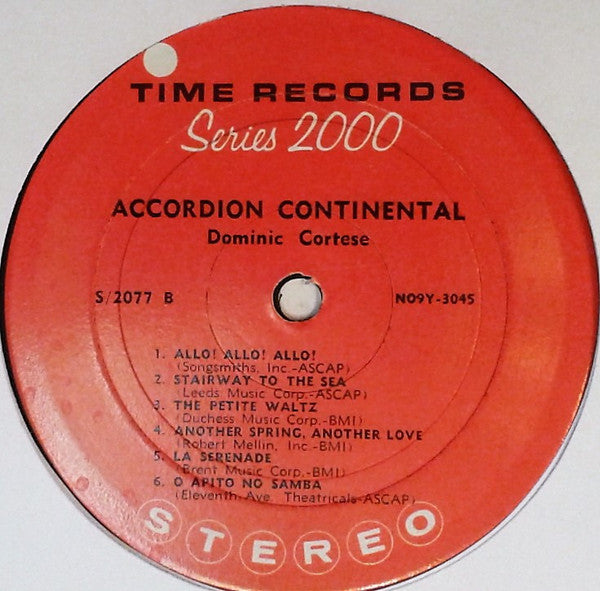 TIME RECORDS
Series 2000
ACCORDION CONTINENTAL
Dominic Cortese
S/2077 B
NO9Y-3045
1. ALLO! ALLO! ALLO!
(Songsmiths, Inc.-ASCAP)
2. STAIRWAY TO THE SEA
(Leeds Music Corp.-ASCAP)
3. THE PETITE WALTZ
(Duchess Music Corp.-BMI)
4. ANOTHER SPRING, ANOTHER LOVE
(Robert Mellin, Inc.-BMI)
5. LA SERENADE
(Brent Music Corp.-BMI)
6. O APITO NO SAMBA
(Eleventh Ave. Theatricals-ASCAP)
STEREO